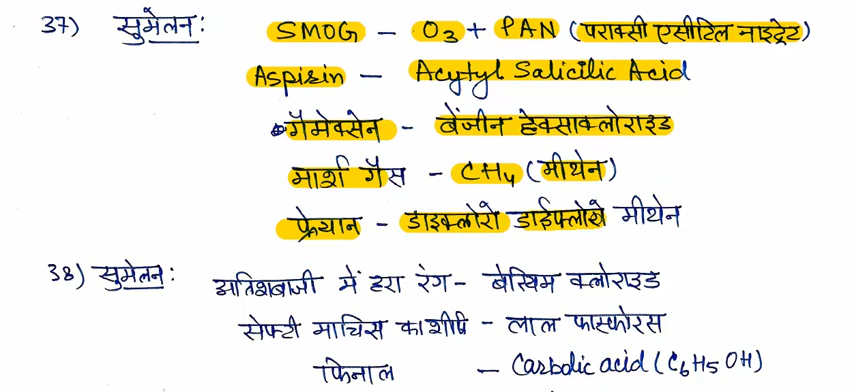 37) सुमेलन: SMOG – O3 + PAN (पराक्सी एसीटिल नाइट्रेट)
Aspirin – Acytyl Salicilic Acid
गैमेक्सेन - बेंजीन हेक्साक्लोराइड
मार्श गैस - CH4 (मीथेन)
फ्रेयान - डाइक्लोरो डाईफ्लोरो मीथेन
38) सुमेलन: अतिशबाजी में हरा रंग - बेरियम क्लोराइड
सेफ्टी माचिस का शीर्ष - लाल फास्फोरस
फिनाल – Carbolic acid (C6H5OH)